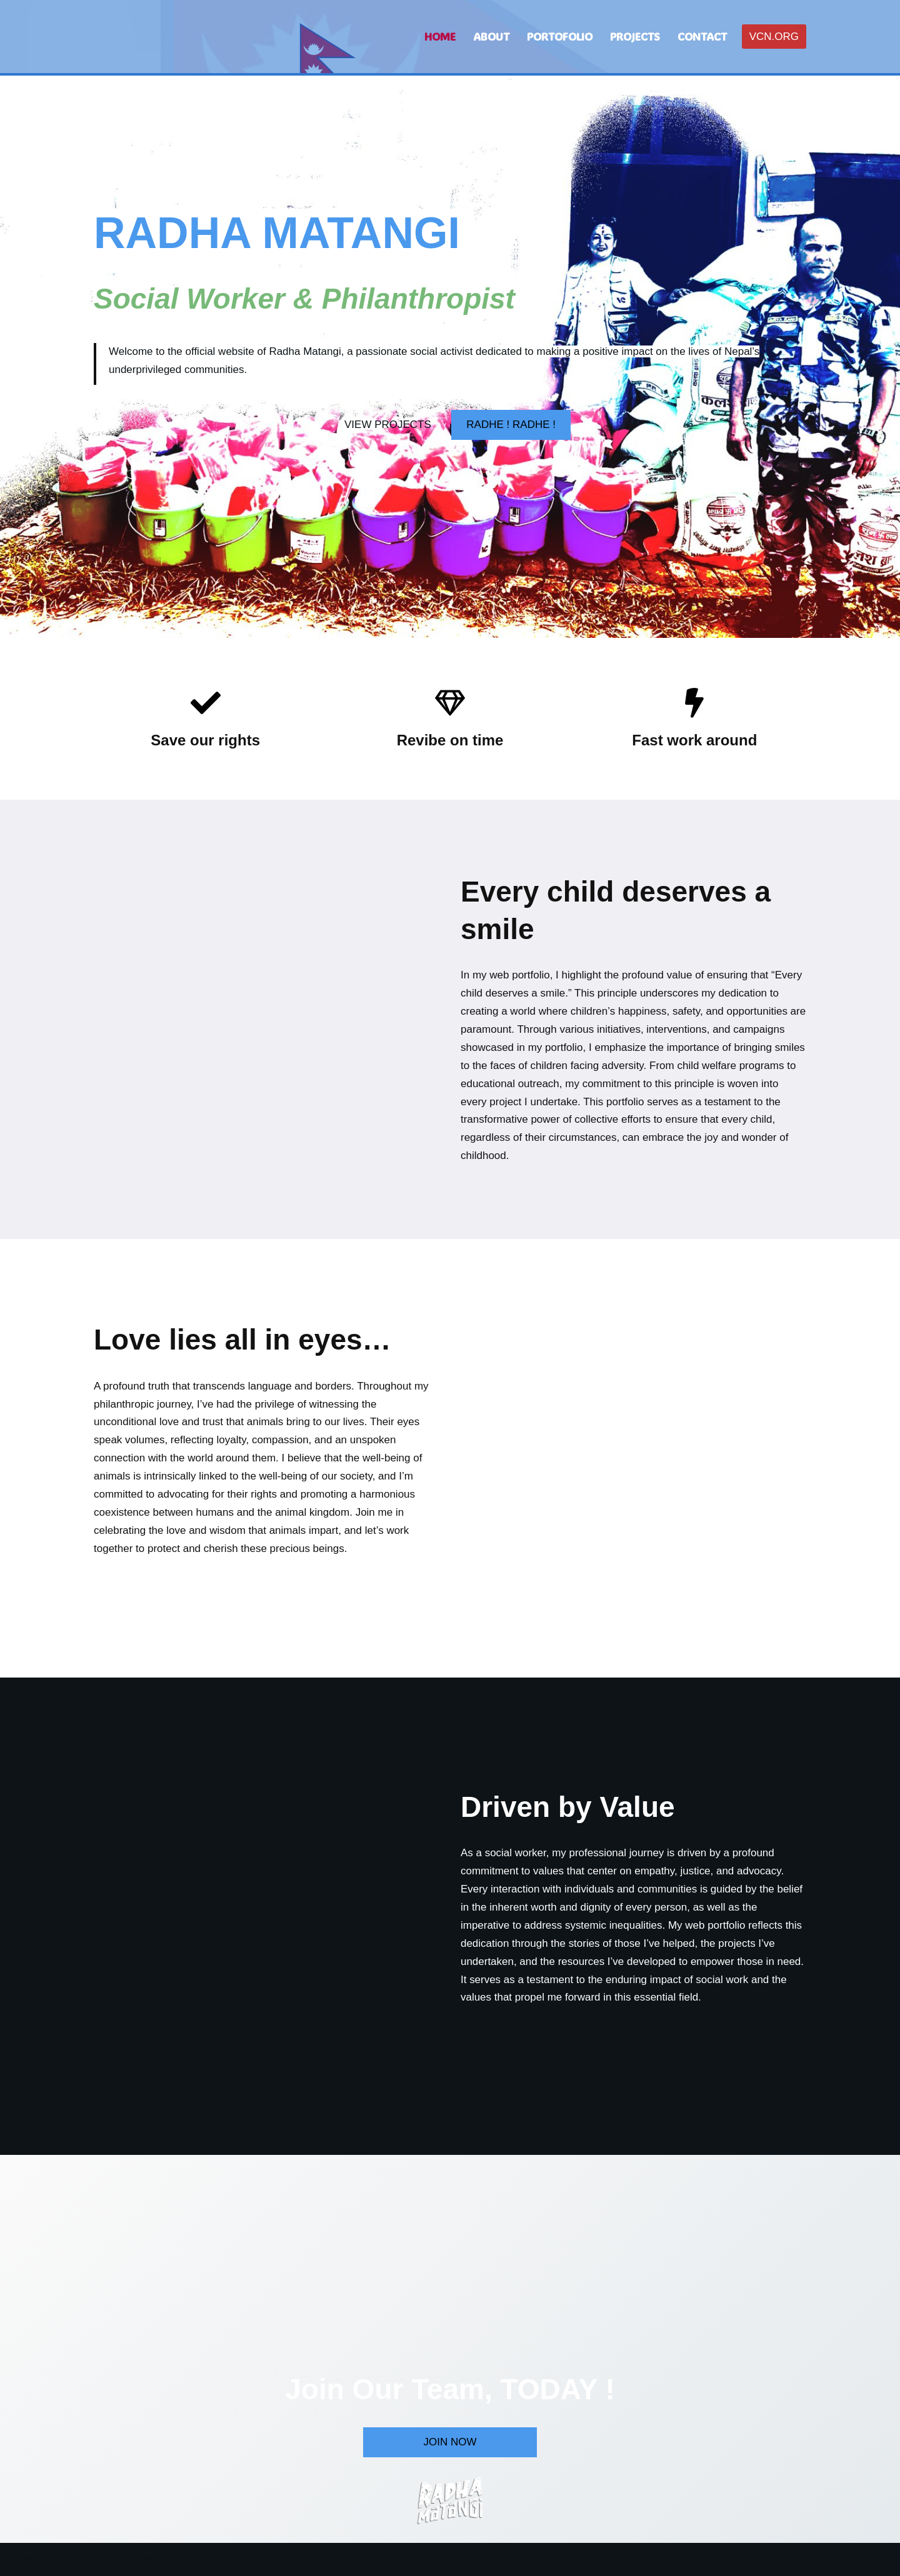 HOME ABOUT PORTOFOLIO PROJECTS CONTACT VCN.ORG
RADHA MATANGI
Social Worker & Philanthropist
Welcome to the official website of Radha Matangi, a passionate social activist dedicated to making a positive impact on the lives of Nepal’s
underprivileged communities.
VIEW PROJECTS RADHE ! RADHE !
Save our rights
Revibe on time
Fast work around
Every child deserves a
smile
In my web portfolio, I highlight the profound value of ensuring that “Every
child deserves a smile.” This principle underscores my dedication to
creating a world where children’s happiness, safety, and opportunities are
paramount. Through various initiatives, interventions, and campaigns
showcased in my portfolio, I emphasize the importance of bringing smiles
to the faces of children facing adversity. From child welfare programs to
educational outreach, my commitment to this principle is woven into
every project I undertake. This portfolio serves as a testament to the
transformative power of collective efforts to ensure that every child,
regardless of their circumstances, can embrace the joy and wonder of
childhood.
Love lies all in eyes…
A profound truth that transcends language and borders. Throughout my
philanthropic journey, I’ve had the privilege of witnessing the
unconditional love and trust that animals bring to our lives. Their eyes
speak volumes, reflecting loyalty, compassion, and an unspoken
connection with the world around them. I believe that the well-being of
animals is intrinsically linked to the well-being of our society, and I’m
committed to advocating for their rights and promoting a harmonious
coexistence between humans and the animal kingdom. Join me in
celebrating the love and wisdom that animals impart, and let’s work
together to protect and cherish these precious beings.
Driven by Value
As a social worker, my professional journey is driven by a profound
commitment to values that center on empathy, justice, and advocacy.
Every interaction with individuals and communities is guided by the belief
in the inherent worth and dignity of every person, as well as the
imperative to address systemic inequalities. My web portfolio reflects this
dedication through the stories of those I’ve helped, the projects I’ve
undertaken, and the resources I’ve developed to empower those in need.
It serves as a testament to the enduring impact of social work and the
values that propel me forward in this essential field.
Join Our Team, TODAY !
JOIN NOW
RADHA
MATANGI